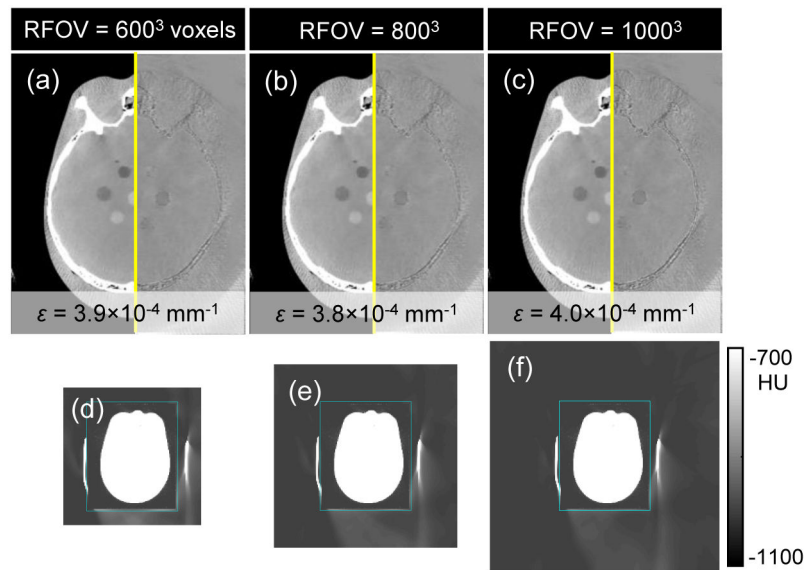 RFOV = 600³ voxels
RFOV = 800³
RFOV = 1000³
(a)
(b)
(c)
ε = 3.9×10⁻⁴ mm⁻¹
ε = 3.8×10⁻⁴ mm⁻¹
ε = 4.0×10⁻⁴ mm⁻¹
(d)
(e)
(f)
-700
HU
-1100